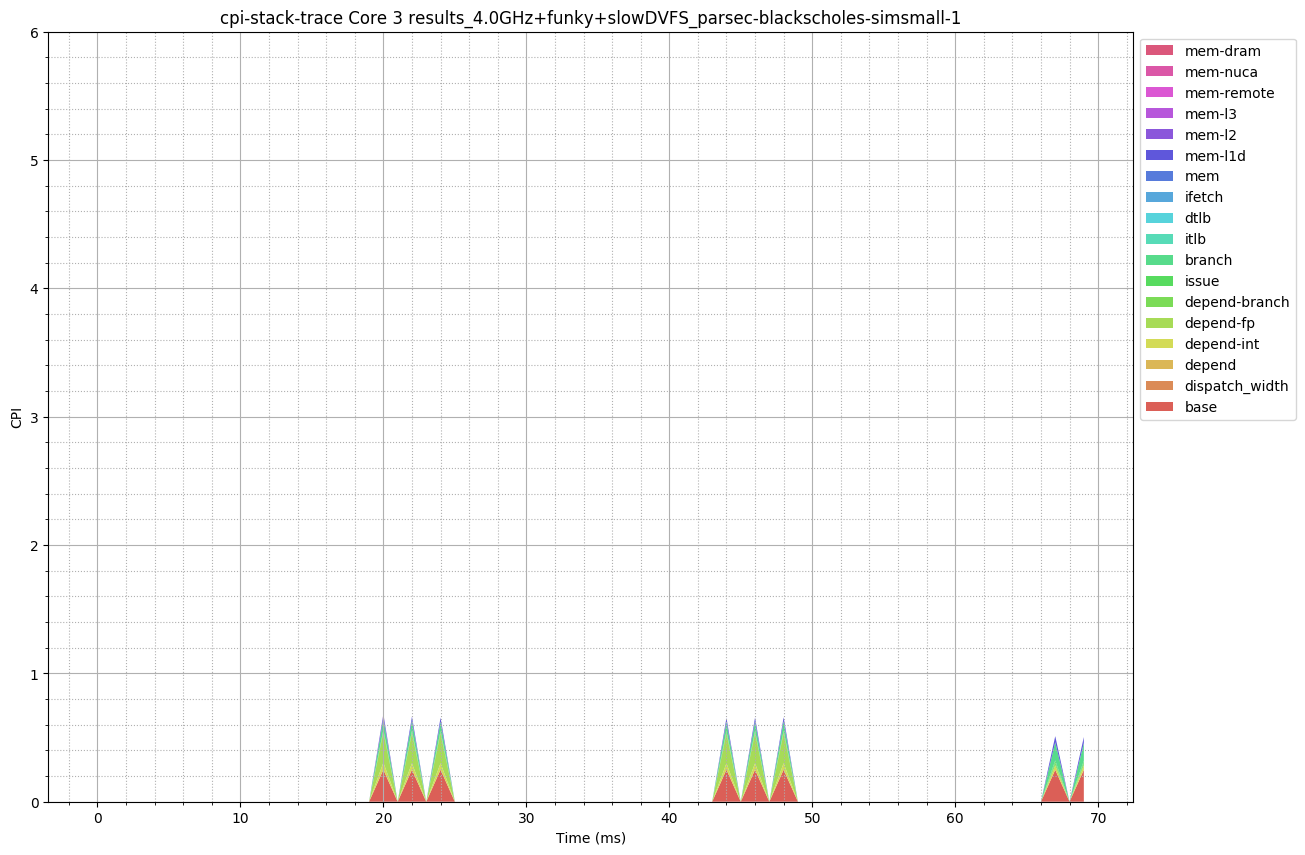 cpi-stack-trace Core 3 results_4.0GHz+funky+slowDVFS_parsec-blackscholes-simsmall-1
6
5
4
3
2
1
0
CPI
0 10 20 30 40 50 60 70
Time (ms)
mem-dram
mem-nuca
mem-remote
mem-l3
mem-l2
mem-l1d
mem
ifetch
dtlb
itlb
branch
issue
depend-branch
depend-fp
depend-int
depend
dispatch_width
base